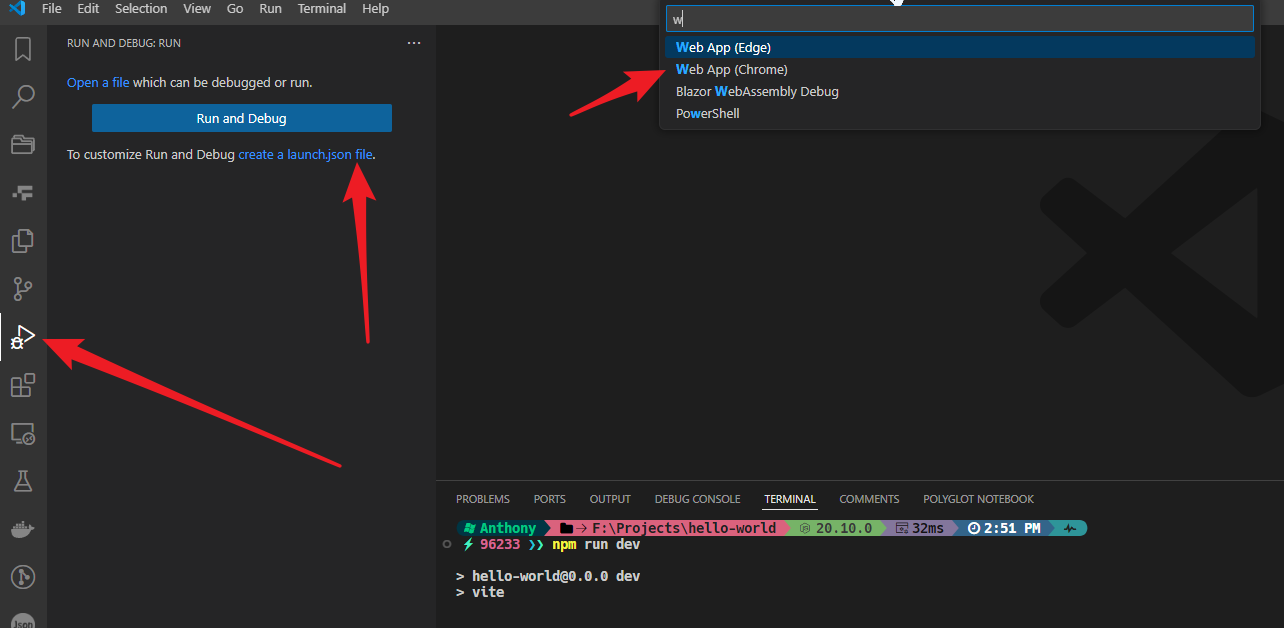 File Edit Selection View Go Run Terminal Help
w
Web App (Edge)
Web App (Chrome)
Blazor WebAssembly Debug
PowerShell
RUN AND DEBUG: RUN
Open a file which can be debugged or run.
Run and Debug
To customize Run and Debug create a launch.json file.
PROBLEMS PORTS OUTPUT DEBUG CONSOLE TERMINAL COMMENTS POLYGLOT NOTEBOOK
Anthony F:\Projects\hello-world 20.10.0 32ms 2:51 PM
96233 ❯❯ npm run dev
> hello-world@0.0.0 dev
> vite
Json